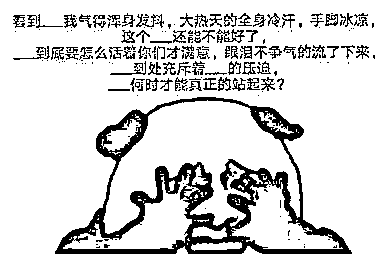 看到___我气得浑身发抖，大热天的全身冷汗，手脚冰凉，
这个___还能不能好了，
___到底要怎么活着你们才满意，眼泪不争气的流了下来，
___到处充斥着___的压迫，
___何时才能真正的站起来？